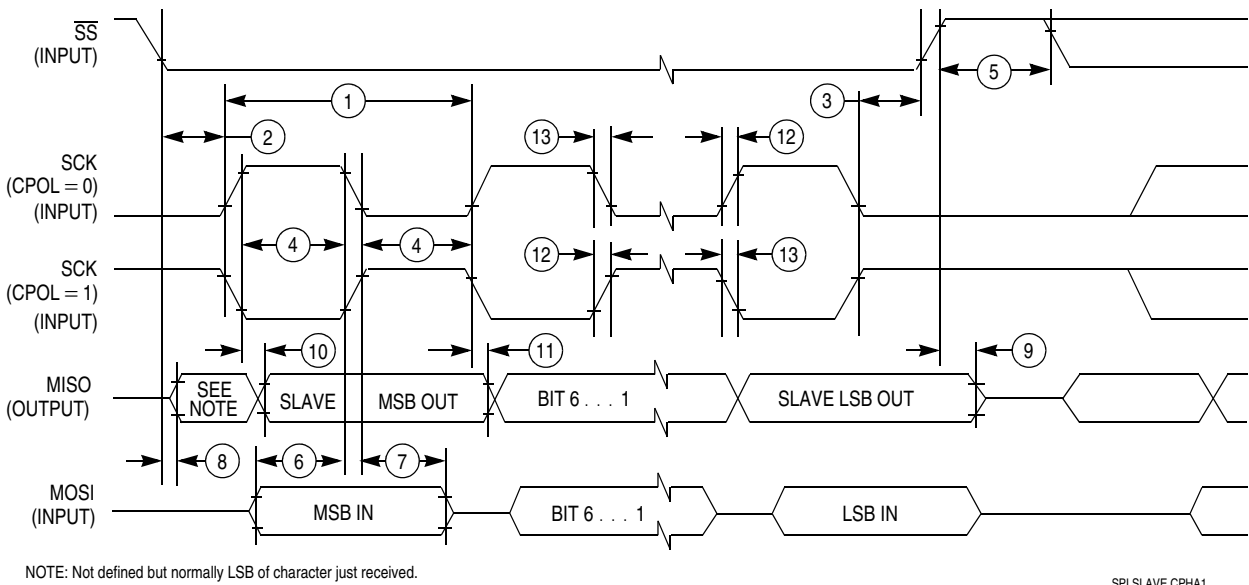 SS
(INPUT)
5
1
3
2
13
12
SCK
(CPOL = 0)
(INPUT)
4
4
SCK
(CPOL = 1)
(INPUT)
12
13
10
11
9
MISO
(OUTPUT)
SEE
NOTE
SLAVE
MSB OUT
BIT 6 . . . 1
SLAVE LSB OUT
8
6
7
MOSI
(INPUT)
MSB IN
BIT 6 . . . 1
LSB IN
NOTE: Not defined but normally LSB of character just received.
SPI SLAVE CPHA1